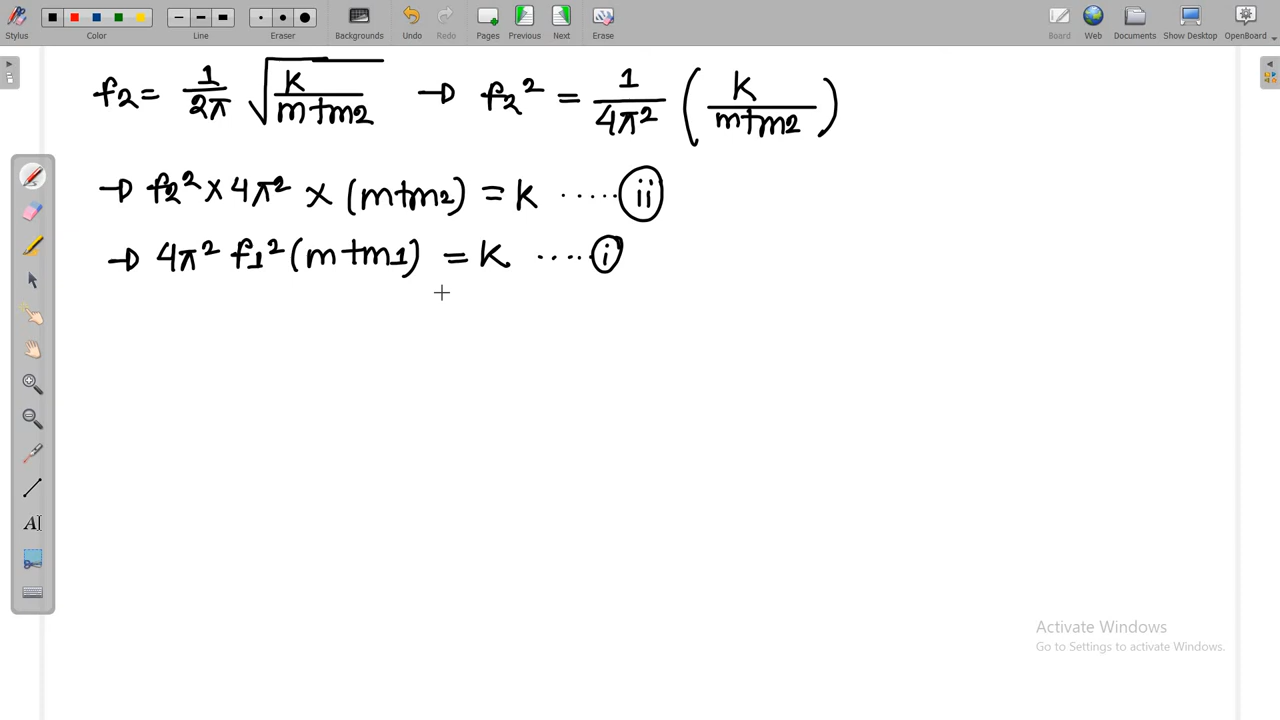 Stylus Color Line Eraser Backgrounds Undo Redo Pages Previous Next Erase Board Web Documents Show Desktop OpenBoard
f₂ = 1/2π √(K/m+m₂) → f₂² = 1/4π² (K/m+m₂)
→ f₂² × 4π² × (m+m₂) = K ..... ii
→ 4π² f₁² (m+m1) = K ..... i
Activate Windows
Go to Settings to activate Windows.